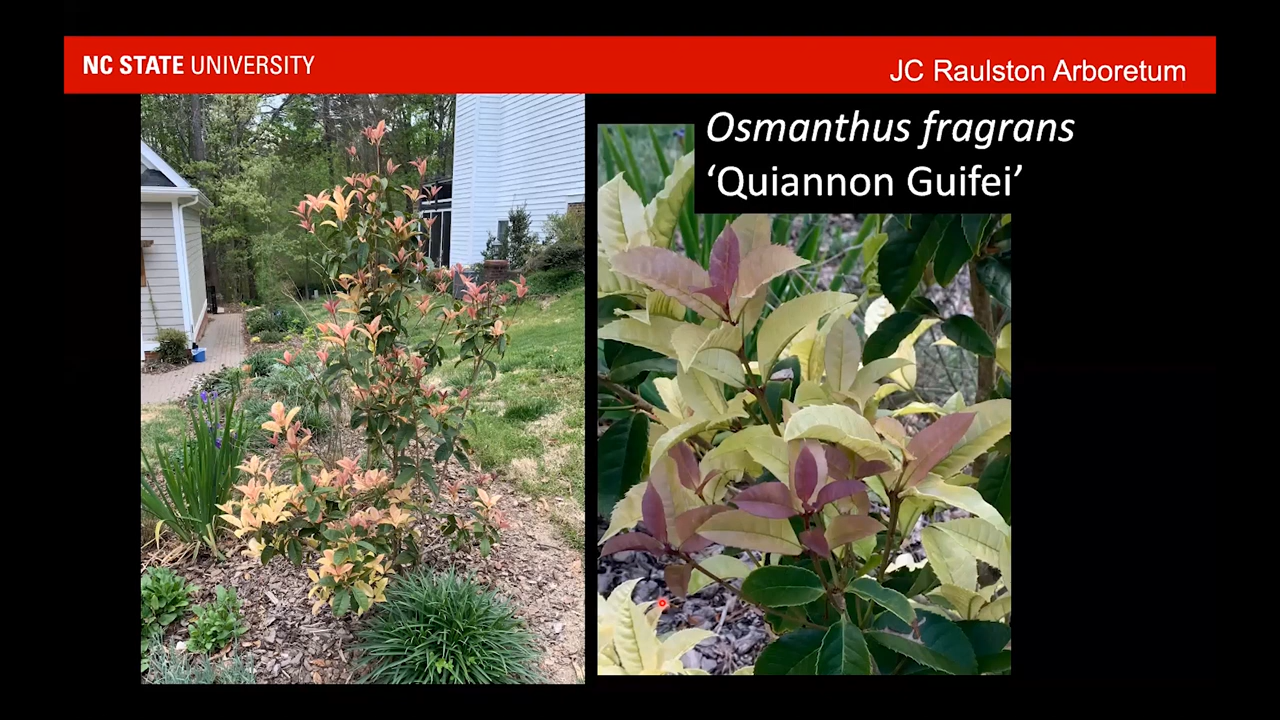 NC STATE UNIVERSITY
JC Raulston Arboretum
Osmanthus fragrans
‘Quiannon Guifei’